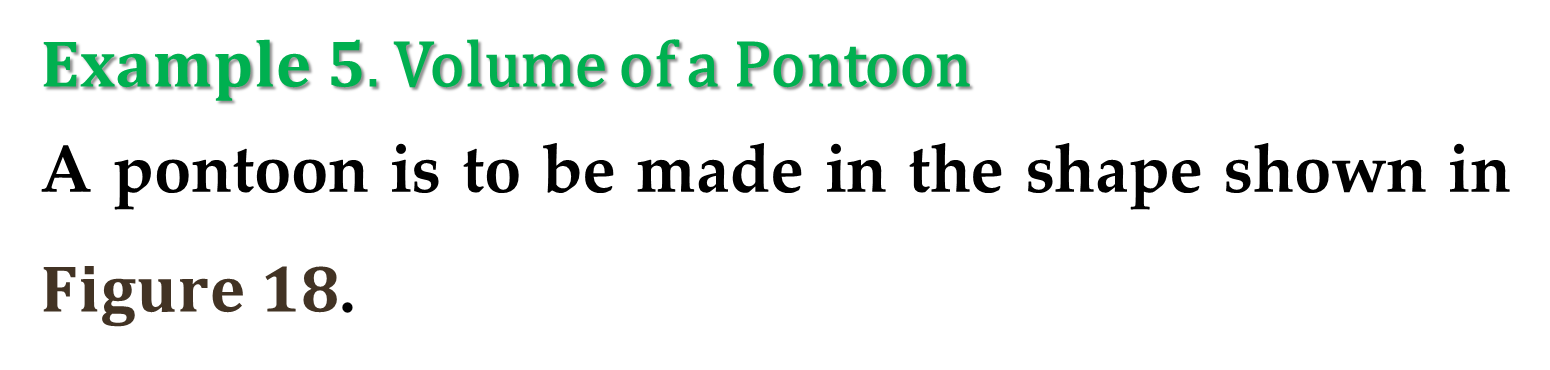 Example 5. Volume of a Pontoon
A pontoon is to be made in the shape shown in
Figure 18.